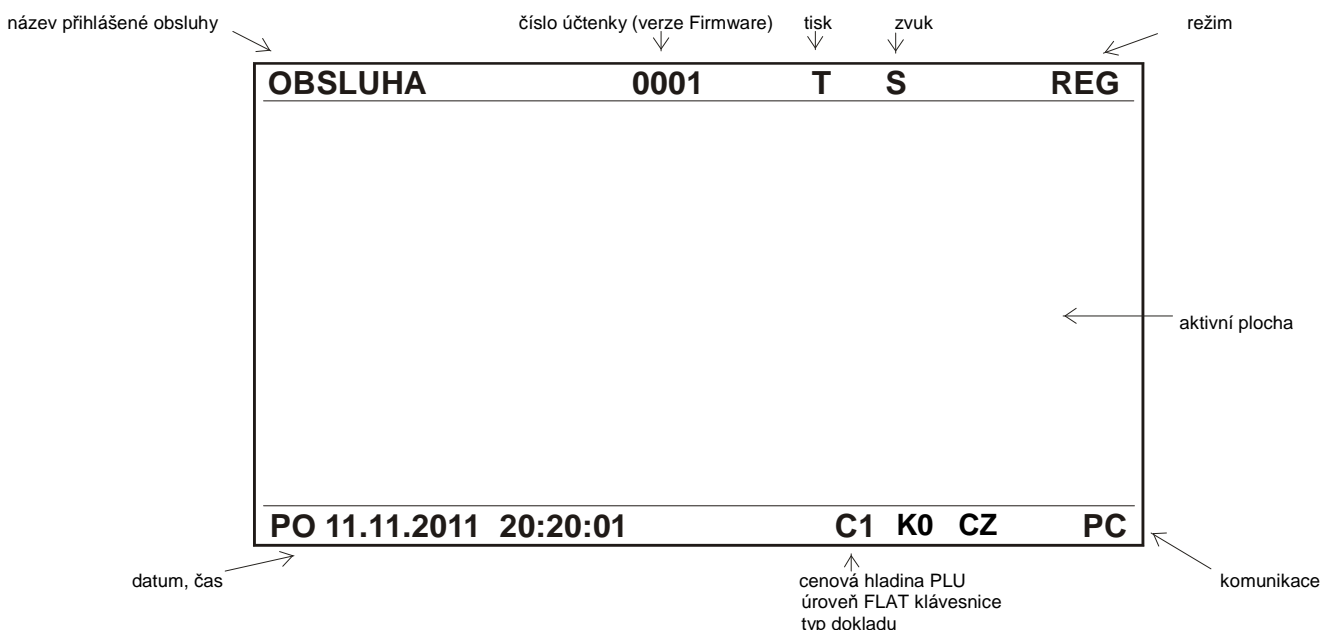 název přihlášené obsluhy
číslo účtenky (verze Firmware)
tisk
zvuk
režim
OBSLUHA 0001 T S REG
aktivní plocha
PO 11.11.2011 20:20:01 C1 K0 CZ PC
datum, čas
cenová hladina PLU
úroveň FLAT klávesnice
typ dokladu
komunikace